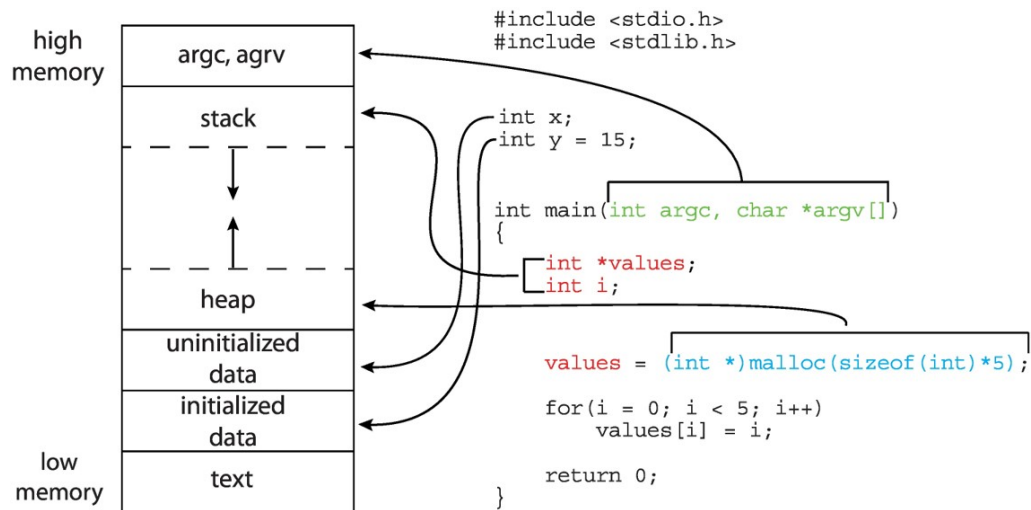 high
memory
argc, agrv
stack
heap
uninitialized
data
initialized
data
low
memory
text
#include <stdio.h>
#include <stdlib.h>
int x;
int y = 15;
int main(int argc, char *argv[])
{
int *values;
int i;
values = (int *)malloc(sizeof(int)*5);
for(i = 0; i < 5; i++)
values[i] = i;
return 0;
}